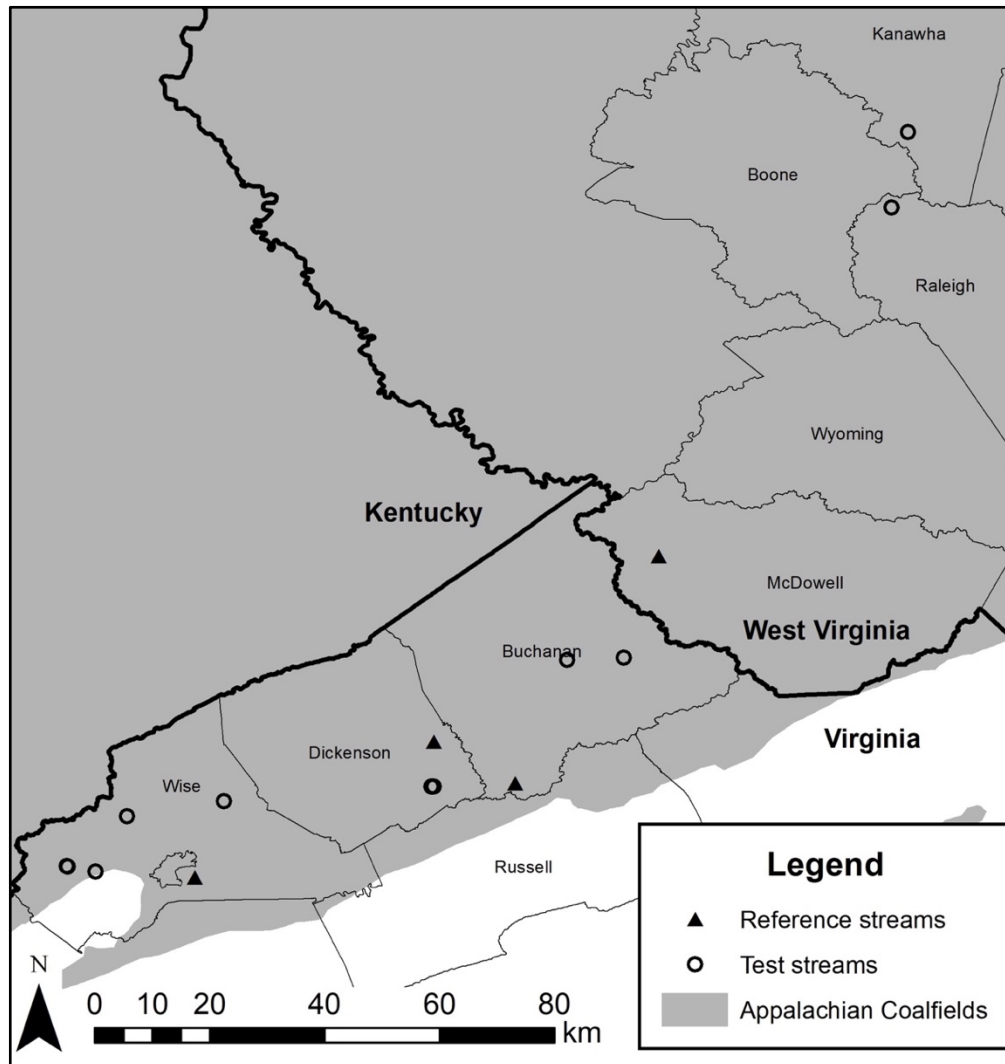 Kanawha
Boone
Raleigh
Wyoming
Kentucky
McDowell
West Virginia
Buchanan
Virginia
Dickenson
Wise
Russell
Legend
Reference streams
Test streams
Appalachian Coalfields
N
0 10 20 40 60 80
km